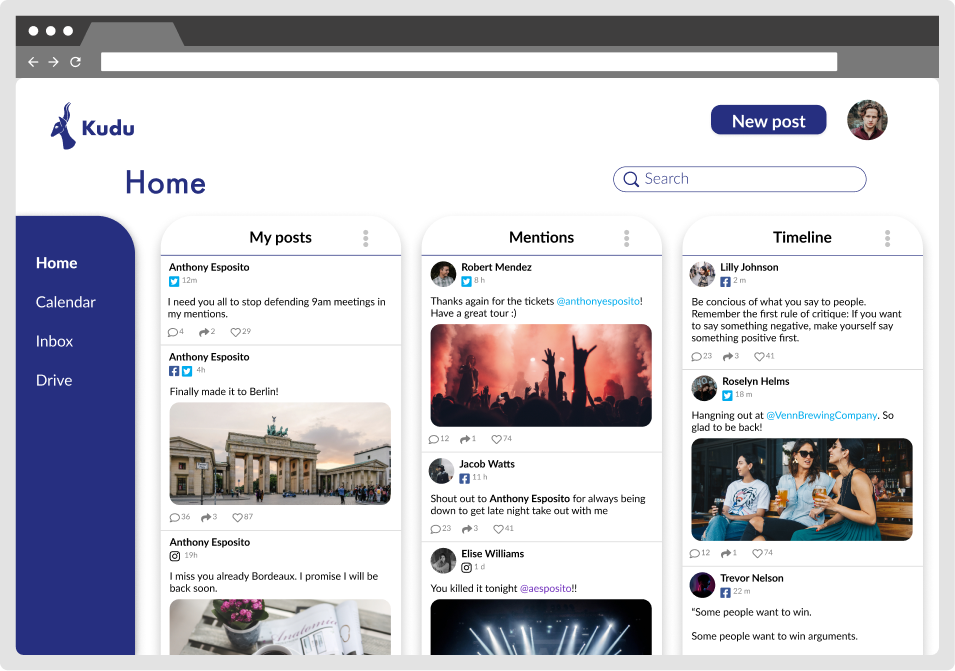 Kudu
New post
Home
Search
Home
Calendar
Inbox
Drive
My posts
Anthony Esposito
12m
I need you all to stop defending 9am meetings in
my mentions.
4 2 29
Anthony Esposito
4h
Finally made it to Berlin!
36 3 87
Anthony Esposito
19h
I miss you already Bordeaux. I promise I will be
back soon.
Anatomic
Mentions
Robert Mendez
8 h
Thanks again for the tickets @anthonyesposito!
Have a great tour :)
12 1 74
Jacob Watts
11 h
Shout out to Anthony Esposito for always being
down to get late night take out with me
23 3 41
Elise Williams
1 d
You killed it tonight @aesposito!!
Timeline
Lilly Johnson
2 m
Be concious of what you say to people.
Remember the first rule of critique: If you want
to say something negative, make yourself say
something positive first.
23 3 41
Roselyn Helms
18 m
Hangning out at @VennBrewingCompany. So
glad to be back!
12 1 74
Trevor Nelson
22 m
“Some people want to win.
Some people want to win arguments.